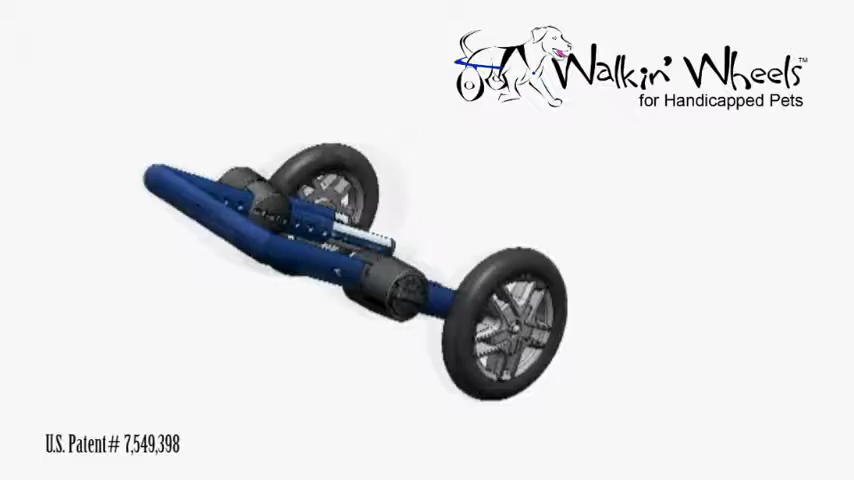 Walkin' Wheels™
for Handicapped Pets
U.S. Patent# 7,549,398